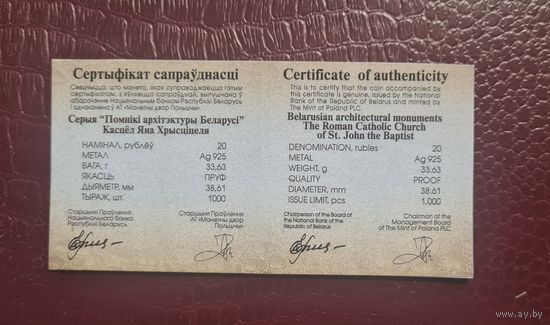 Сертыфікат сапраўднасці
Сведчыцца, што манета, якая суправаджаецца гэтым
сертыфікатам, з'яўляецца сапраўднай, выпушчана ў
абарачэнне Нацыянальным банкам Рэспублікі Беларусь
і адчаканена ў АТ «Манетны двор Польшчы»
Серыя "Помнікі архітэктуры Беларусі"
Касцёл Яна Хрысціцеля
НАМІНАЛ, рублёў 20
МЕТАЛ Ag 925
ВАГА, г 33,63
ЯКАСЦЬ ПРУФ
ДЫЯМЕТР, мм 38,61
ТЫРАЖ, шт. 1000
Старшыня Праўлення
Нацыянальнага банка
Рэспублікі Беларусь
Старшыня Праўлення
АТ «Манетны двор
Польшчы»
Certificate of authenticity
This is to certify that the coin accompanied by
this certificate is genuine, issued by the National
Bank of the Republic of Belarus and minted by
The Mint of Poland PLC.
Belarusian architectural monuments
The Roman Catholic Church
of St. John the Baptist
DENOMINATION, rubles 20
METAL Ag 925
WEIGHT, g 33.63
QUALITY PROOF
DIAMETER, mm 38.61
ISSUE LIMIT, pcs 1,000
Chairperson of the Board of
the National Bank of the
Republic of Belarus
Chairman of the
Management Board
of The Mint of Poland PLC
www.ay.by